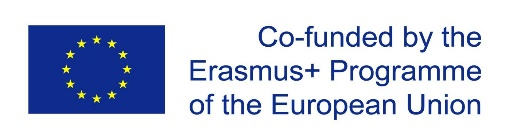 Co-funded by the
Erasmus+ Programme
of the European Union